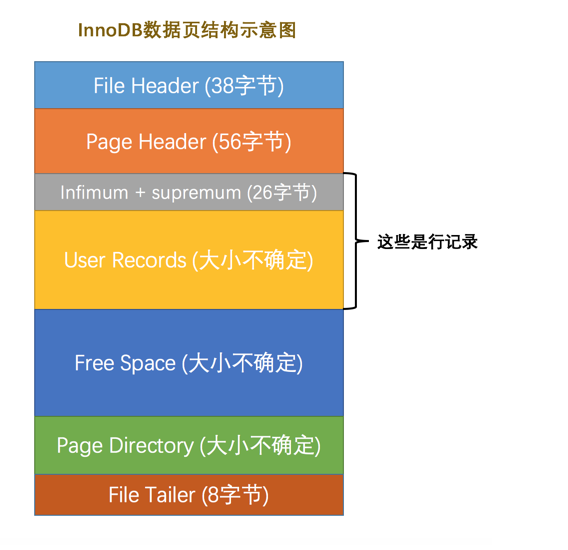 InnoDB数据页结构示意图
File Header (38字节)
Page Header (56字节)
Infimum + supremum (26字节)
这些是行记录
User Records (大小不确定)
Free Space (大小不确定)
Page Directory (大小不确定)
File Tailer (8字节)